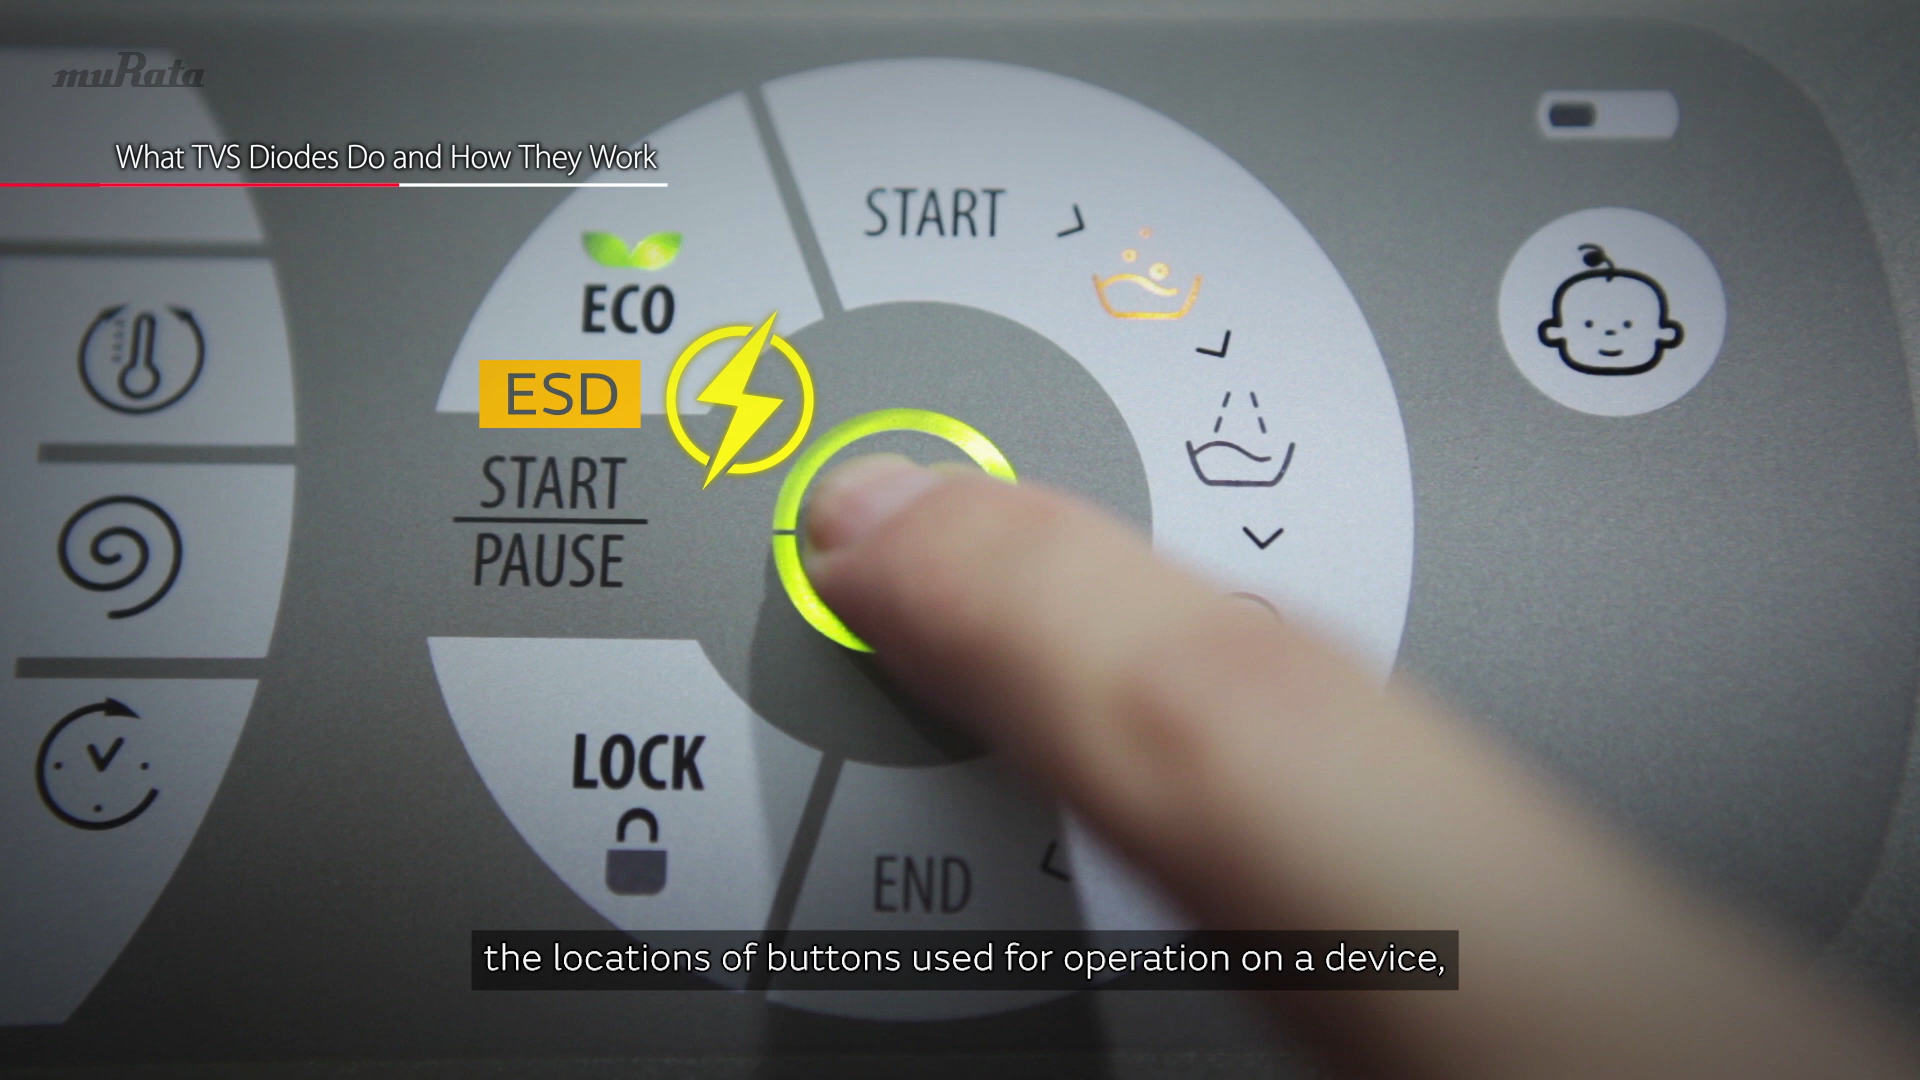 muRata
What TVS Diodes Do and How They Work
START
ECO
ESD
START
PAUSE
LOCK
END
the locations of buttons used for operation on a device,